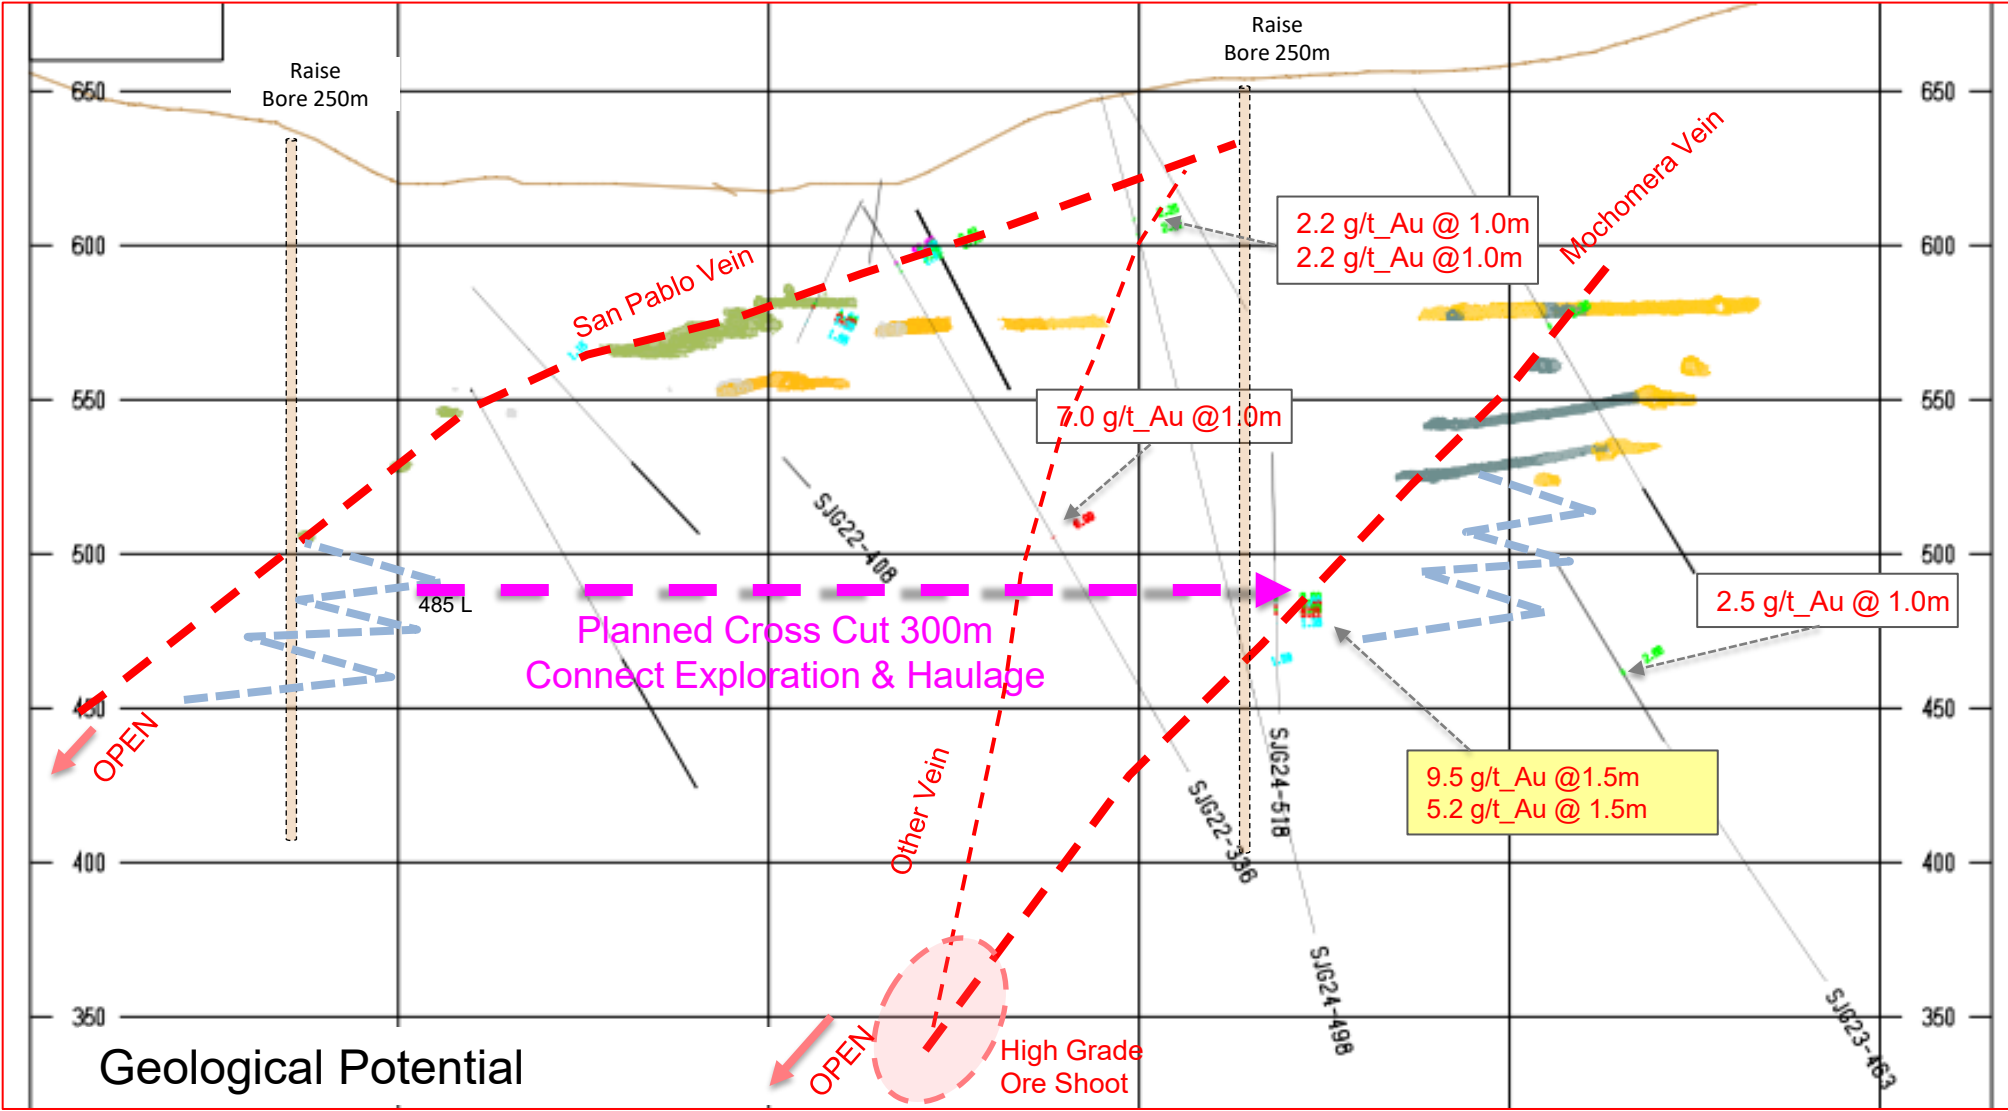 Raise
Bore 250m
Raise
Bore 250m
650
650
Mochomera Vein
2.2 g/t_Au @ 1.0m
2.2 g/t_Au @1.0m
600
600
San Pablo Vein
550
550
7.0 g/t_Au @1.0m
SJG22-408
500
500
485 L
Planned Cross Cut 300m
Connect Exploration & Haulage
2.5 g/t_Au @ 1.0m
450
450
OPEN
SJG24-518
9.5 g/t_Au @1.5m
5.2 g/t_Au @ 1.5m
Other Vein
SJG22-336
400
400
SJG24-498
SJG23-463
350
350
OPEN
High Grade
Ore Shoot
Geological Potential